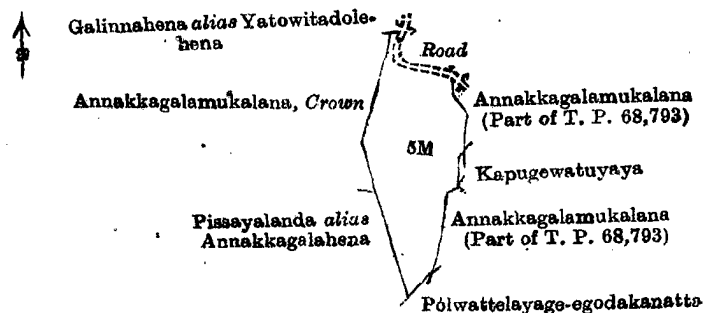 Galinnahena alias Yatowitadole-
hena
Road
Annakkagalamukalana, Crown
Annakkagalamukalana
(Part of T. P. 68,793)
5M
Kapugewatuyaya
Pissayalanda alias
Annakkagalahena
Annakkagalamukalana
(Part of T. P. 68,793)
Polwattelayage-egodakanatta